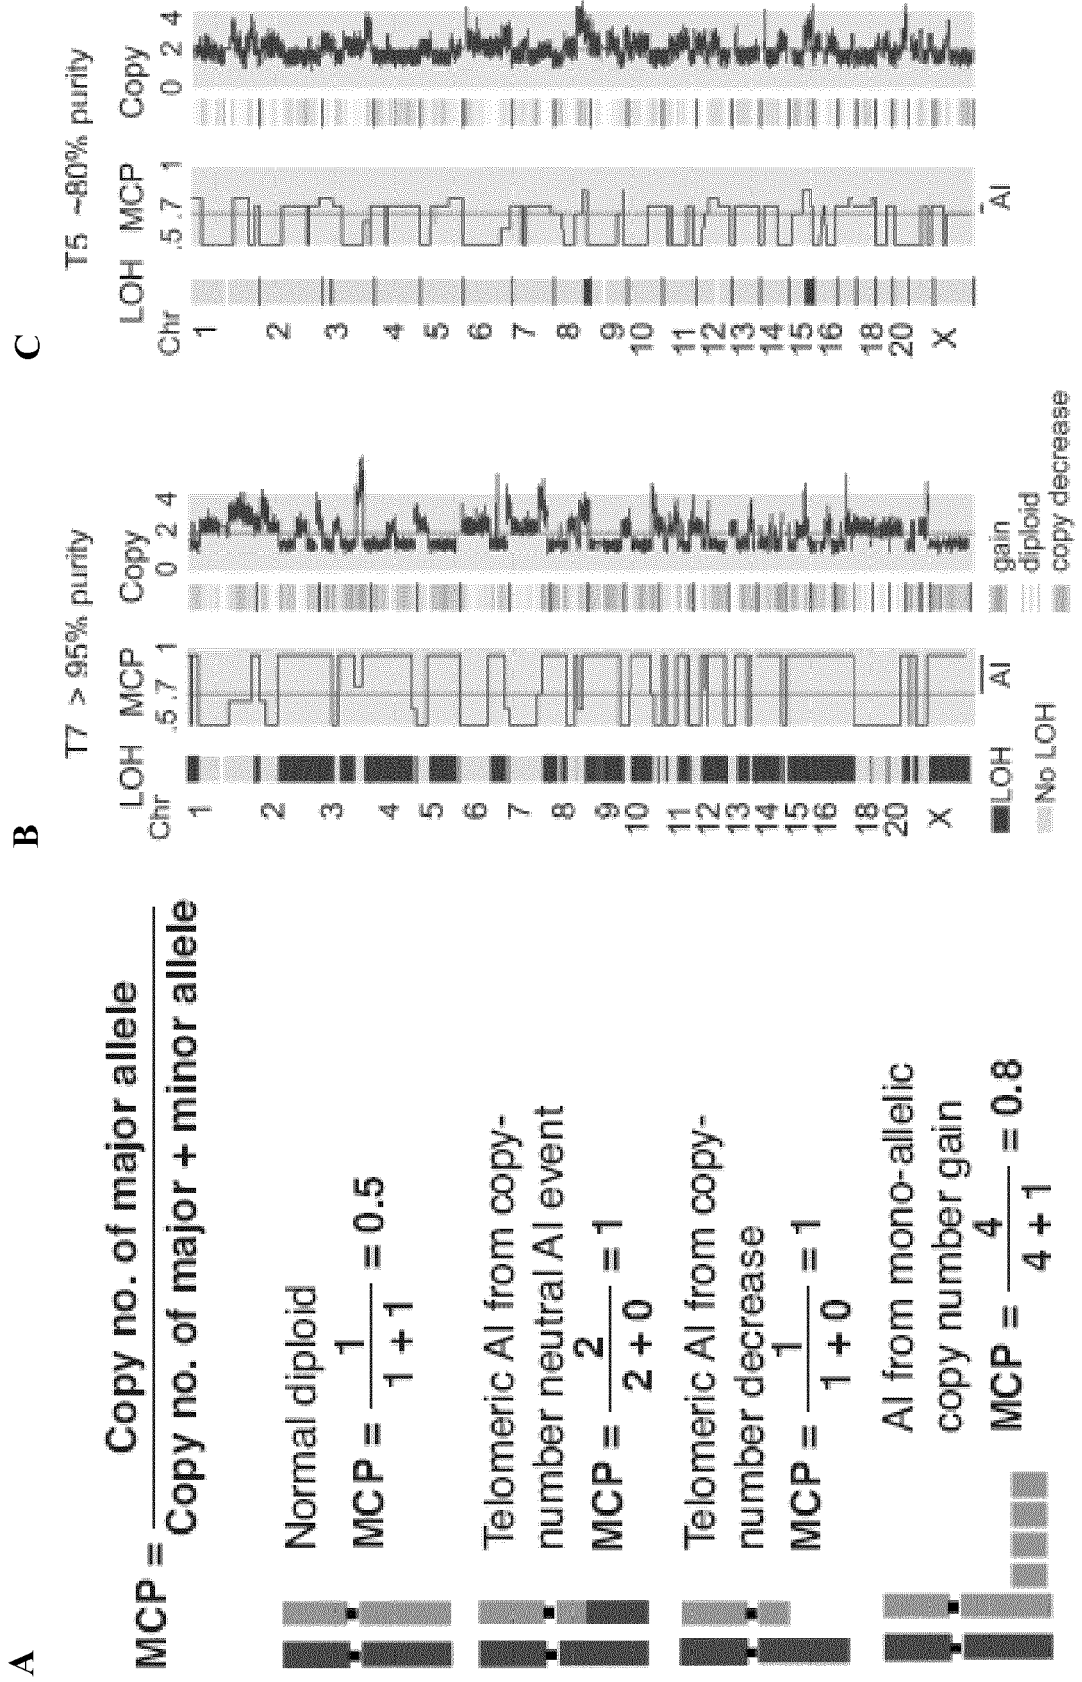 A
MCP = Copy no. of major allele
Copy no. of major + minor allele
Normal diploid
MCP = 1 = 0.5
1 + 1
Telomeric AI from copy-
number neutral AI event
MCP = 2 = 1
2 + 0
Telomeric AI from copy-
number decrease
MCP = 1 = 1
1 + 0
AI from mono-allelic
copy number gain
MCP = 4 = 0.8
4 + 1
B
T7 > 95% purity
LOH MCP Copy
Chr .5 .7 1 0 2 4
1
2
3
4
5
6
7
8
9
10
11
12
13
14
15
16
18
20
X
AI
LOH
No LOH
gain
diploid
copy decrease
C
T5 ~80% purity
LOH MCP Copy
Chr .5 .7 1 0 2 4
1
2
3
4
5
6
7
8
9
10
11
12
13
14
15
16
18
20
X
AI